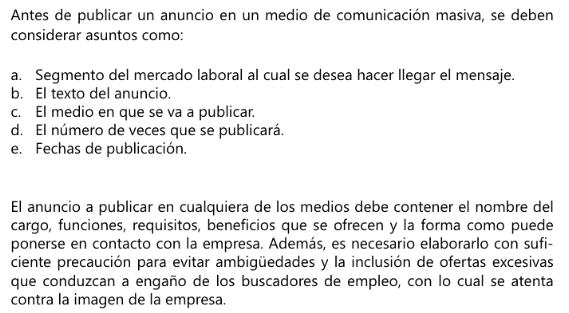 Antes de publicar un anuncio en un medio de comunicación masiva, se deben
considerar asuntos como:
a. Segmento del mercado laboral al cual se desea hacer llegar el mensaje.
b. El texto del anuncio.
c. El medio en que se va a publicar.
d. El número de veces que se publicará.
e. Fechas de publicación.
El anuncio a publicar en cualquiera de los medios debe contener el nombre del
cargo, funciones, requisitos, beneficios que se ofrecen y la forma como puede
ponerse en contacto con la empresa. Además, es necesario elaborarlo con sufi-
ciente precaución para evitar ambigüedades y la inclusión de ofertas excesivas
que conduzcan a engaño de los buscadores de empleo, con lo cual se atenta
contra la imagen de la empresa.